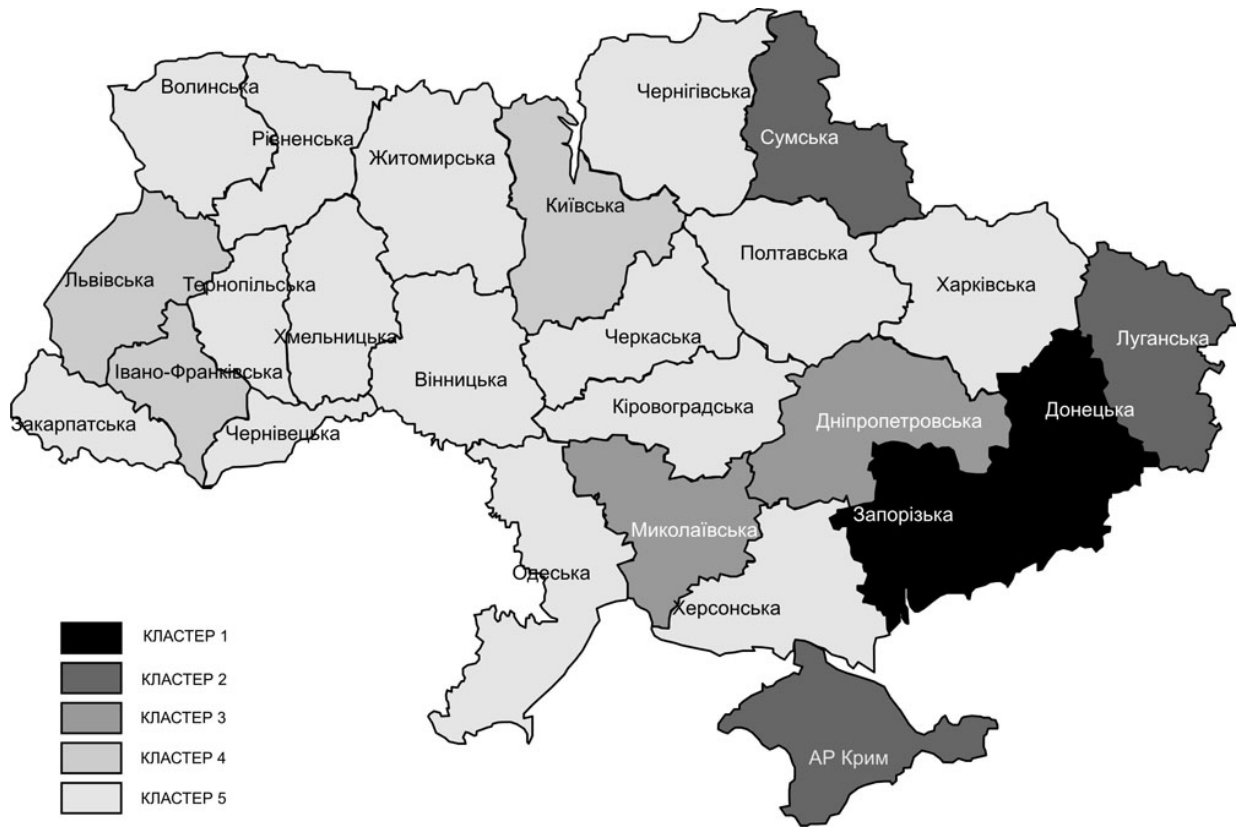 Волинська
Рівненська
Житомирська
Чернігівська
Сумська
Київська
Львівська
Тернопільська
Хмельницька
Полтавська
Харківська
Луганська
Івано-Франківська
Вінницька
Черкаська
Кіровоградська
Дніпропетровська
Донецька
Закарпатська
Чернівецька
Запорізька
Миколаївська
Одеська
Херсонська
АР Крим
КЛАСТЕР 1
КЛАСТЕР 2
КЛАСТЕР 3
КЛАСТЕР 4
КЛАСТЕР 5